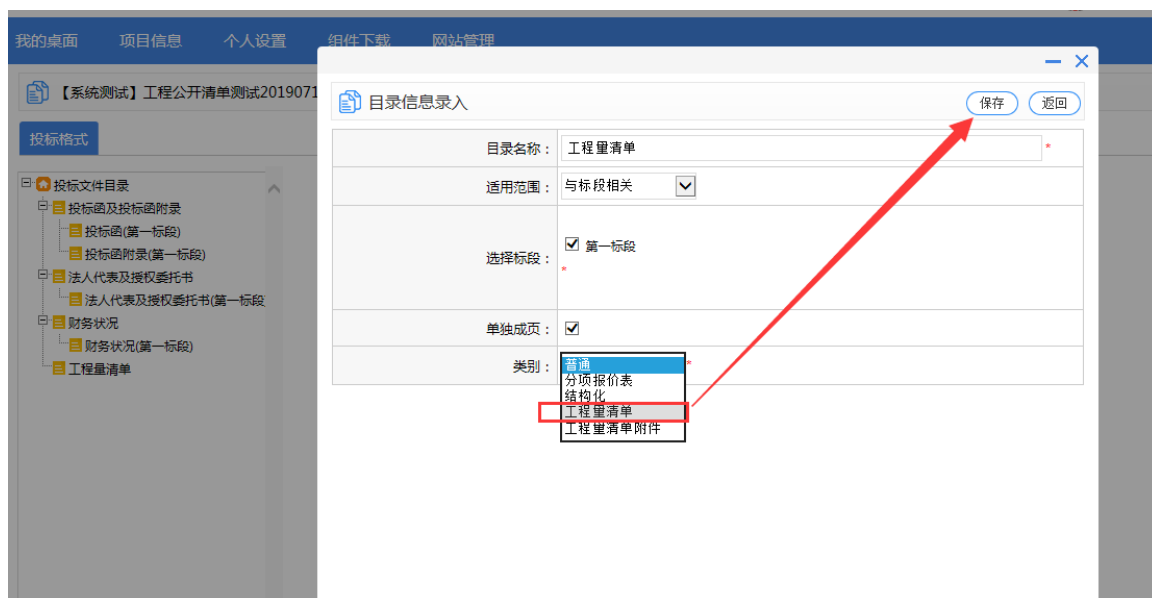 我的桌面 项目信息 个人设置 组件下载 网站管理
【系统测试】工程公开清单测试2019071
投标格式
投标文件目录
投标函及投标函附录
投标函(第一标段)
投标函附录(第一标段)
法人代表及授权委托书
法人代表及授权委托书(第一标段
财务状况
财务状况(第一标段)
工程量清单
目录信息录入
保存 返回
目录名称： 工程量清单 *
适用范围： 与标段相关
选择标段： 第一标段
*
单独成页：
类别： 普通 *
分项报价表
结构化
工程量清单
工程量清单附件